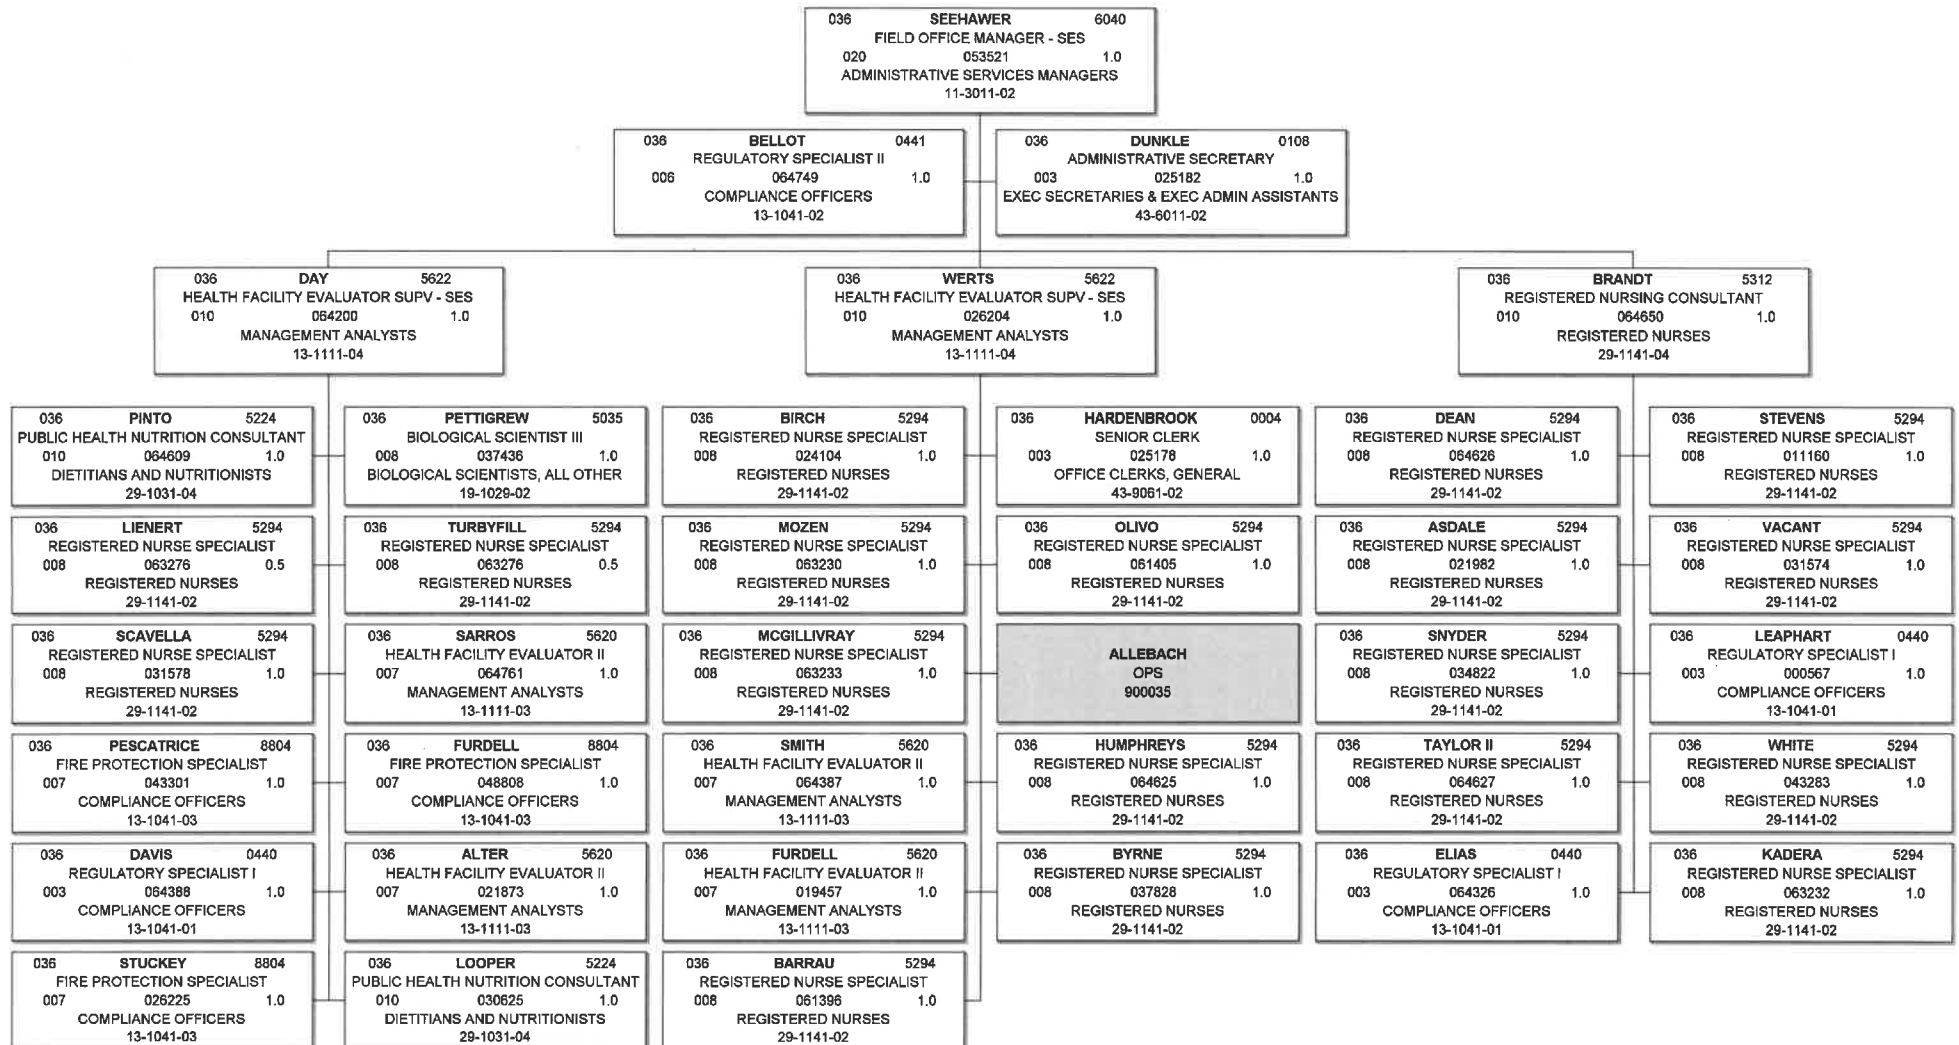 036 SEEHAWER 6040
FIELD OFFICE MANAGER - SES
020 053521 1.0
ADMINISTRATIVE SERVICES MANAGERS
11-3011-02
036 BELLOT 0441
REGULATORY SPECIALIST II
006 064749 1.0
COMPLIANCE OFFICERS
13-1041-02
036 DUNKLE 0108
ADMINISTRATIVE SECRETARY
003 025182 1.0
EXEC SECRETARIES & EXEC ADMIN ASSISTANTS
43-6011-02
036 DAY 5622
HEALTH FACILITY EVALUATOR SUPV - SES
010 064200 1.0
MANAGEMENT ANALYSTS
13-1111-04
036 WERTS 5622
HEALTH FACILITY EVALUATOR SUPV - SES
010 026204 1.0
MANAGEMENT ANALYSTS
13-1111-04
036 BRANDT 5312
REGISTERED NURSING CONSULTANT
010 064650 1.0
REGISTERED NURSES
29-1141-04
036 PINTO 5224
PUBLIC HEALTH NUTRITION CONSULTANT
010 064609 1.0
DIETITIANS AND NUTRITIONISTS
29-1031-04
036 PETTIGREW 5035
BIOLOGICAL SCIENTIST III
008 037436 1.0
BIOLOGICAL SCIENTISTS, ALL OTHER
19-1029-02
036 BIRCH 5294
REGISTERED NURSE SPECIALIST
008 024104 1.0
REGISTERED NURSES
29-1141-02
036 HARDENBROOK 0004
SENIOR CLERK
003 025178 1.0
OFFICE CLERKS, GENERAL
43-9061-02
036 DEAN 5294
REGISTERED NURSE SPECIALIST
008 064626 1.0
REGISTERED NURSES
29-1141-02
036 STEVENS 5294
REGISTERED NURSE SPECIALIST
008 011160 1.0
REGISTERED NURSES
29-1141-02
036 LIENERT 5294
REGISTERED NURSE SPECIALIST
008 063276 0.5
REGISTERED NURSES
29-1141-02
036 TURBYFILL 5294
REGISTERED NURSE SPECIALIST
008 063276 0.5
REGISTERED NURSES
29-1141-02
036 MOZEN 5294
REGISTERED NURSE SPECIALIST
008 063230 1.0
REGISTERED NURSES
29-1141-02
036 OLIVO 5294
REGISTERED NURSE SPECIALIST
008 061405 1.0
REGISTERED NURSES
29-1141-02
036 ASDALE 5294
REGISTERED NURSE SPECIALIST
008 021982 1.0
REGISTERED NURSES
29-1141-02
036 VACANT 5294
REGISTERED NURSE SPECIALIST
008 031574 1.0
REGISTERED NURSES
29-1141-02
036 SCAVELLA 5294
REGISTERED NURSE SPECIALIST
008 031578 1.0
REGISTERED NURSES
29-1141-02
036 SARROS 5620
HEALTH FACILITY EVALUATOR II
007 064761 1.0
MANAGEMENT ANALYSTS
13-1111-03
036 MCGILLIVRAY 5294
REGISTERED NURSE SPECIALIST
008 063233 1.0
REGISTERED NURSES
29-1141-02
ALLEBACH
OPS
900035
036 SNYDER 5294
REGISTERED NURSE SPECIALIST
008 034822 1.0
REGISTERED NURSES
29-1141-02
036 LEAPHART 0440
REGULATORY SPECIALIST I
003 000567 1.0
COMPLIANCE OFFICERS
13-1041-01
036 PESCATRICE 8804
FIRE PROTECTION SPECIALIST
007 043301 1.0
COMPLIANCE OFFICERS
13-1041-03
036 FURDELL 8804
FIRE PROTECTION SPECIALIST
007 048808 1.0
COMPLIANCE OFFICERS
13-1041-03
036 SMITH 5620
HEALTH FACILITY EVALUATOR II
007 064387 1.0
MANAGEMENT ANALYSTS
13-1111-03
036 HUMPHREYS 5294
REGISTERED NURSE SPECIALIST
008 064625 1.0
REGISTERED NURSES
29-1141-02
036 TAYLOR II 5294
REGISTERED NURSE SPECIALIST
008 064627 1.0
REGISTERED NURSES
29-1141-02
036 WHITE 5294
REGISTERED NURSE SPECIALIST
008 043283 1.0
REGISTERED NURSES
29-1141-02
036 DAVIS 0440
REGULATORY SPECIALIST I
003 064388 1.0
COMPLIANCE OFFICERS
13-1041-01
036 ALTER 5620
HEALTH FACILITY EVALUATOR II
007 021873 1.0
MANAGEMENT ANALYSTS
13-1111-03
036 FURDELL 5620
HEALTH FACILITY EVALUATOR II
007 019457 1.0
MANAGEMENT ANALYSTS
13-1111-03
036 BYRNE 5294
REGISTERED NURSE SPECIALIST
008 037828 1.0
REGISTERED NURSES
29-1141-02
036 ELIAS 0440
REGULATORY SPECIALIST I
003 064326 1.0
COMPLIANCE OFFICERS
13-1041-01
036 KADERA 5294
REGISTERED NURSE SPECIALIST
008 063232 1.0
REGISTERED NURSES
29-1141-02
036 STUCKEY 8804
FIRE PROTECTION SPECIALIST
007 026225 1.0
COMPLIANCE OFFICERS
13-1041-03
036 LOOPER 5224
PUBLIC HEALTH NUTRITION CONSULTANT
010 030625 1.0
DIETITIANS AND NUTRITIONISTS
29-1031-04
036 BARRAU 5294
REGISTERED NURSE SPECIALIST
008 061396 1.0
REGISTERED NURSES
29-1141-02